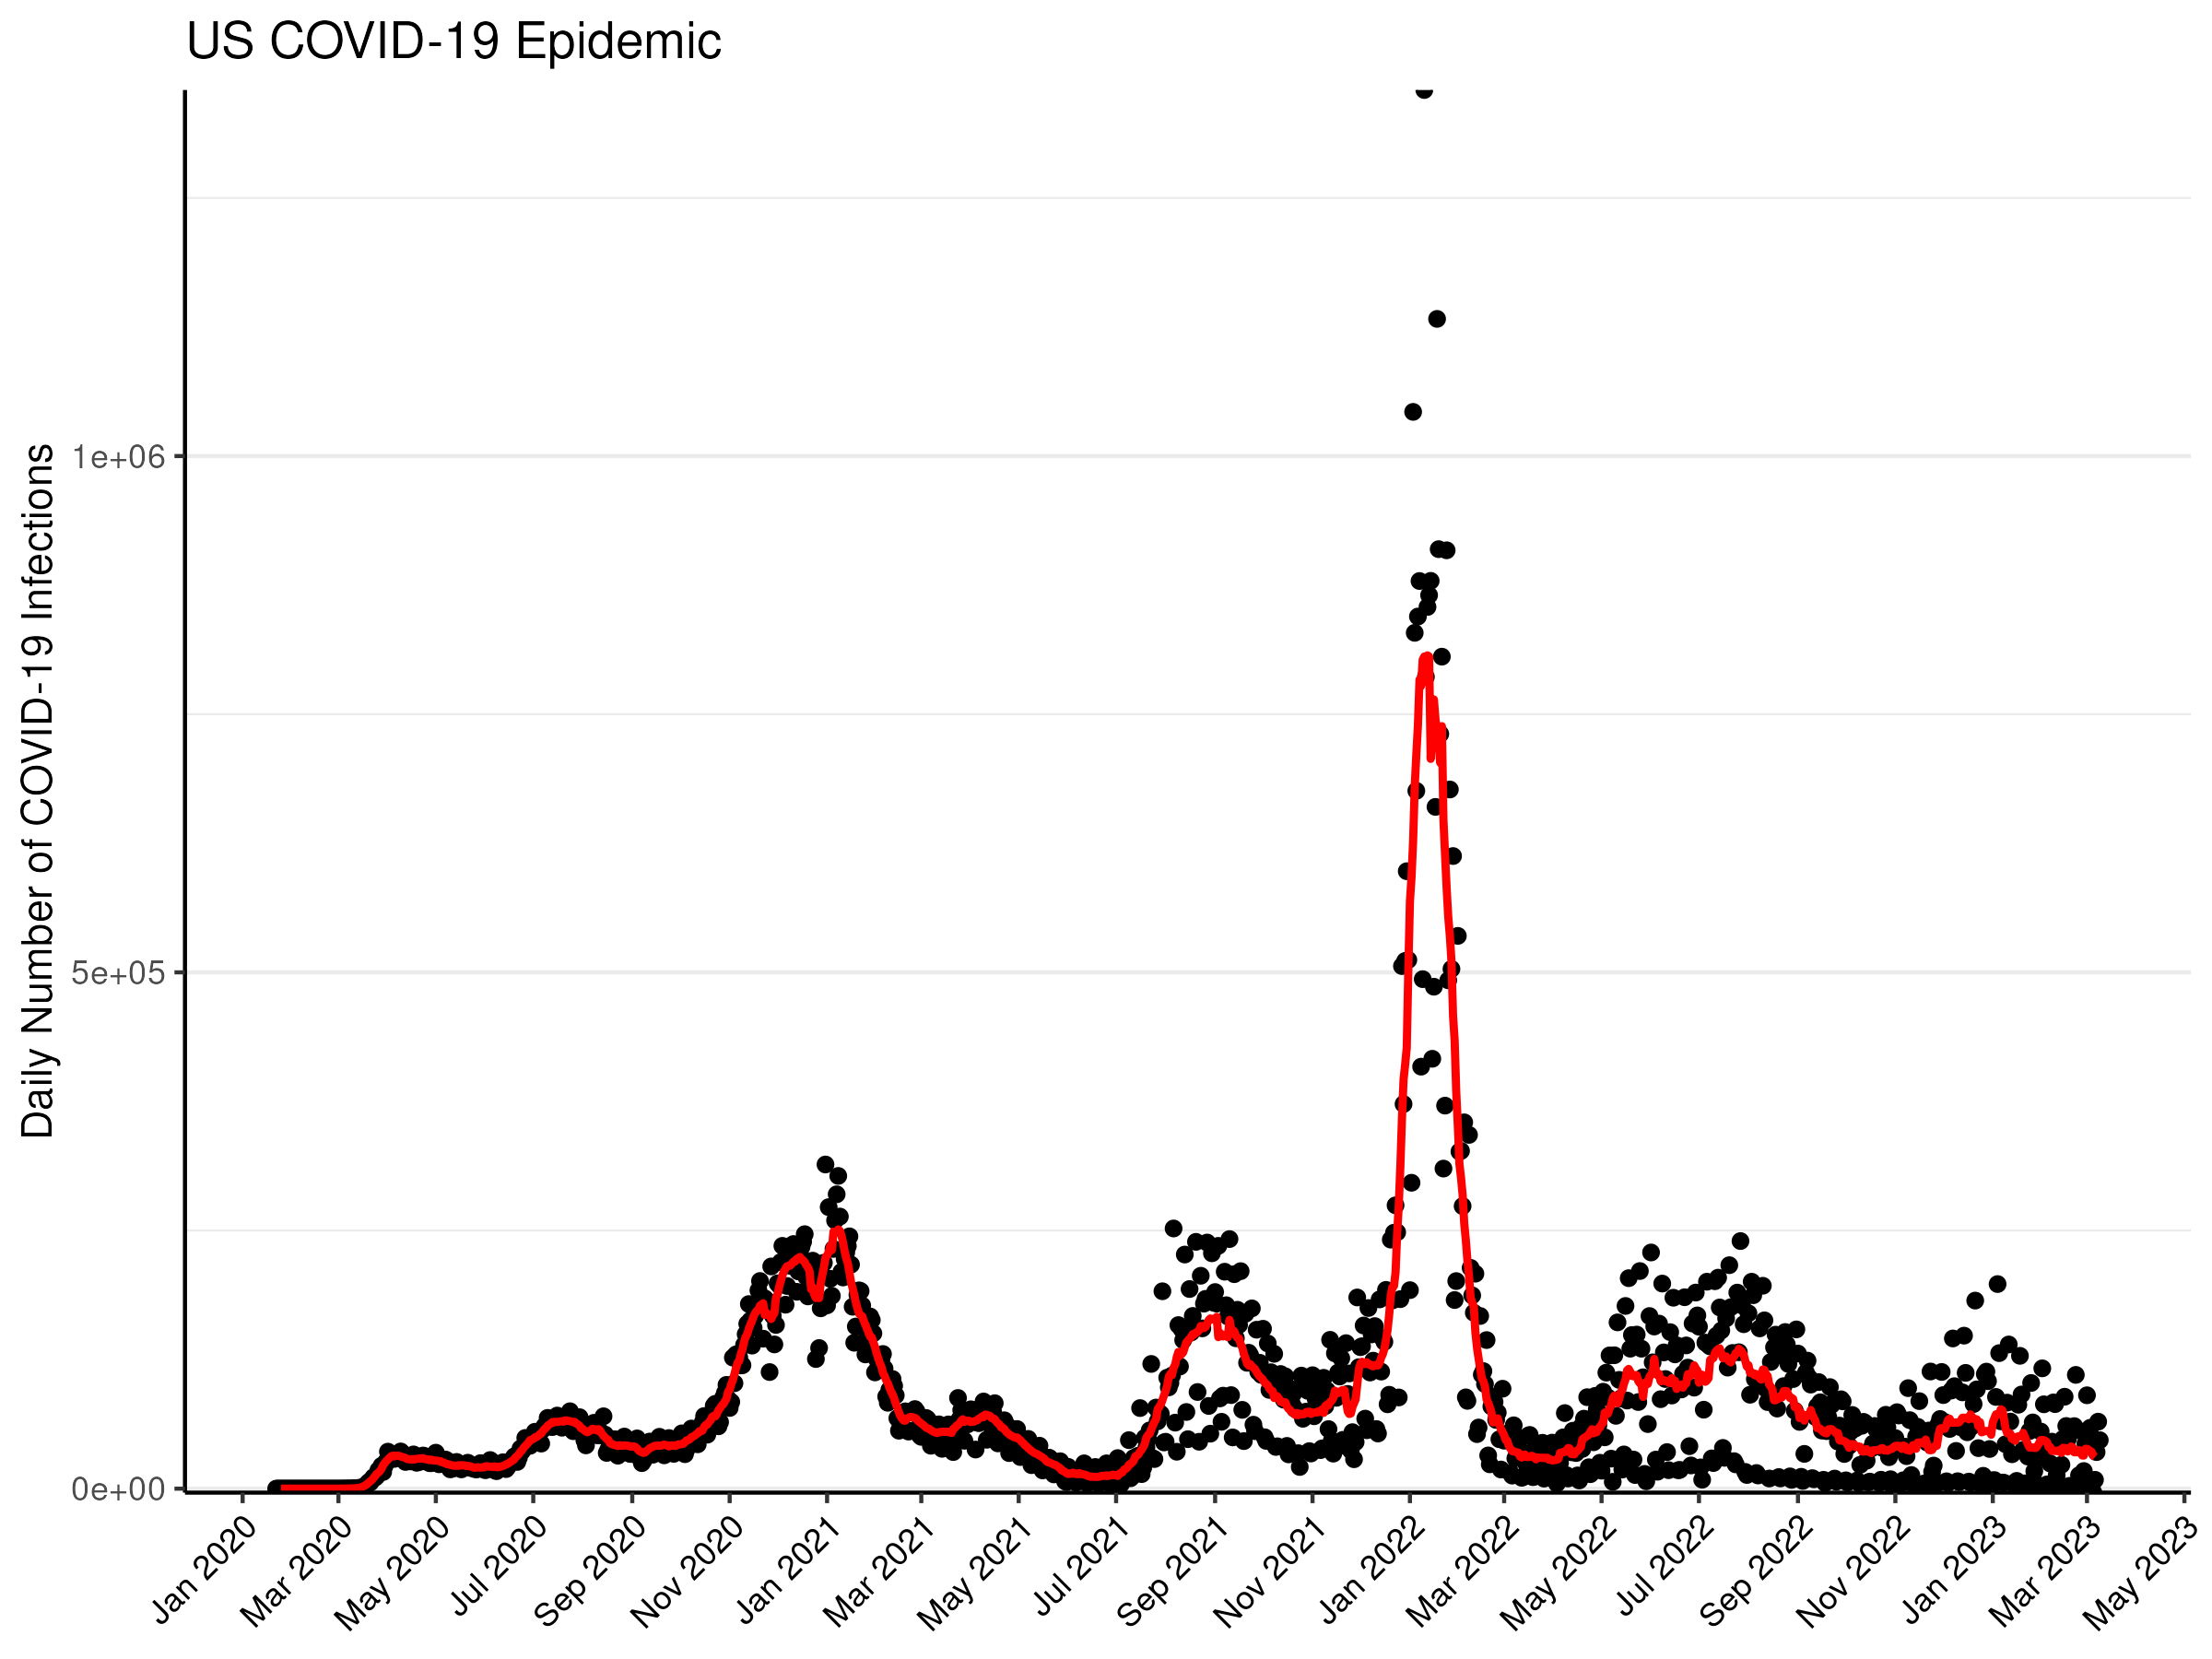 US COVID-19 Epidemic
Daily Number of COVID-19 Infections
1e+06
5e+05
0e+00
Jan 2020
Mar 2020
May 2020
Jul 2020
Sep 2020
Nov 2020
Jan 2021
Mar 2021
May 2021
Jul 2021
Sep 2021
Nov 2021
Jan 2022
Mar 2022
May 2022
Jul 2022
Sep 2022
Nov 2022
Jan 2023
Mar 2023
May 2023